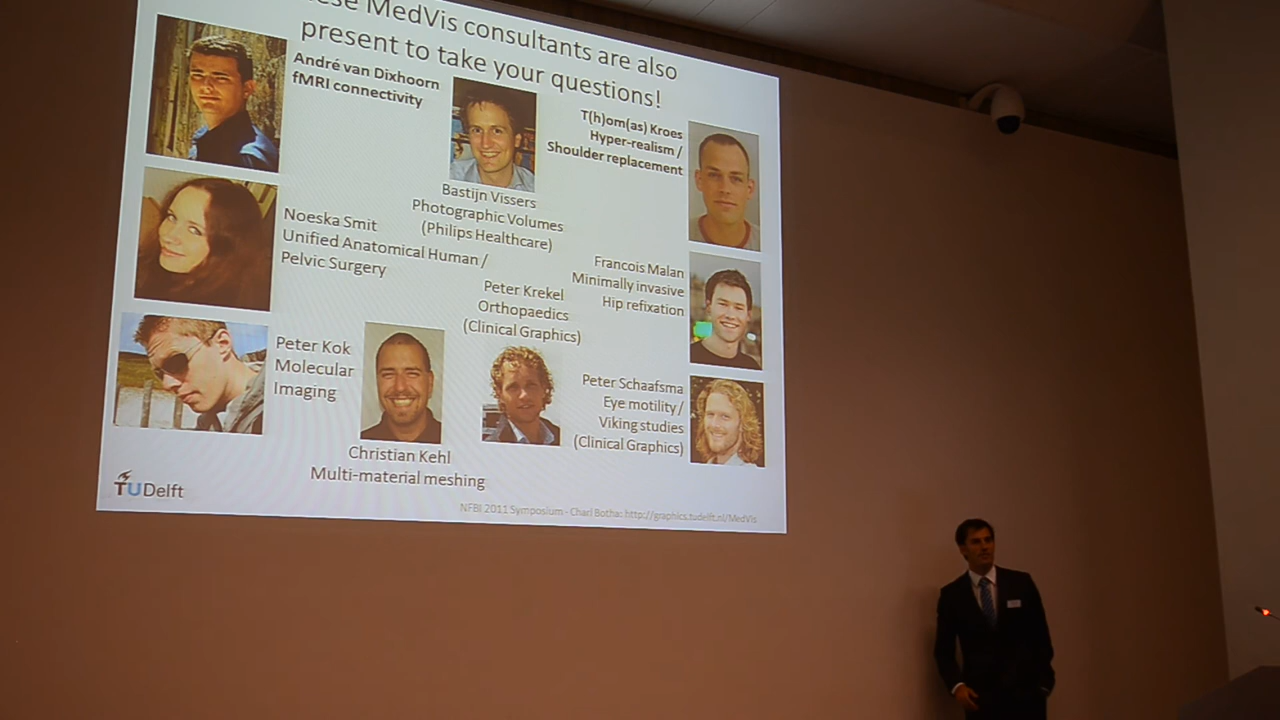 ese MedVis consultants are also
present to take your questions!
André van Dixhoorn
fMRI connectivity
Bastijn Vissers
Photographic Volumes
(Philips Healthcare)
T(h)om(as) Kroes
Hyper-realism /
Shoulder replacement
Noeska Smit
Unified Anatomical Human /
Pelvic Surgery
Francois Malan
Minimally invasive
Hip refixation
Peter Krekel
Orthopaedics
(Clinical Graphics)
Peter Kok
Molecular
Imaging
Christian Kehl
Multi-material meshing
Peter Schaafsma
Eye motility/
Viking studies
(Clinical Graphics)
TUDelft
NFBI 2011 Symposium - Charl Botha: http://graphics.tudelft.nl/MedVis